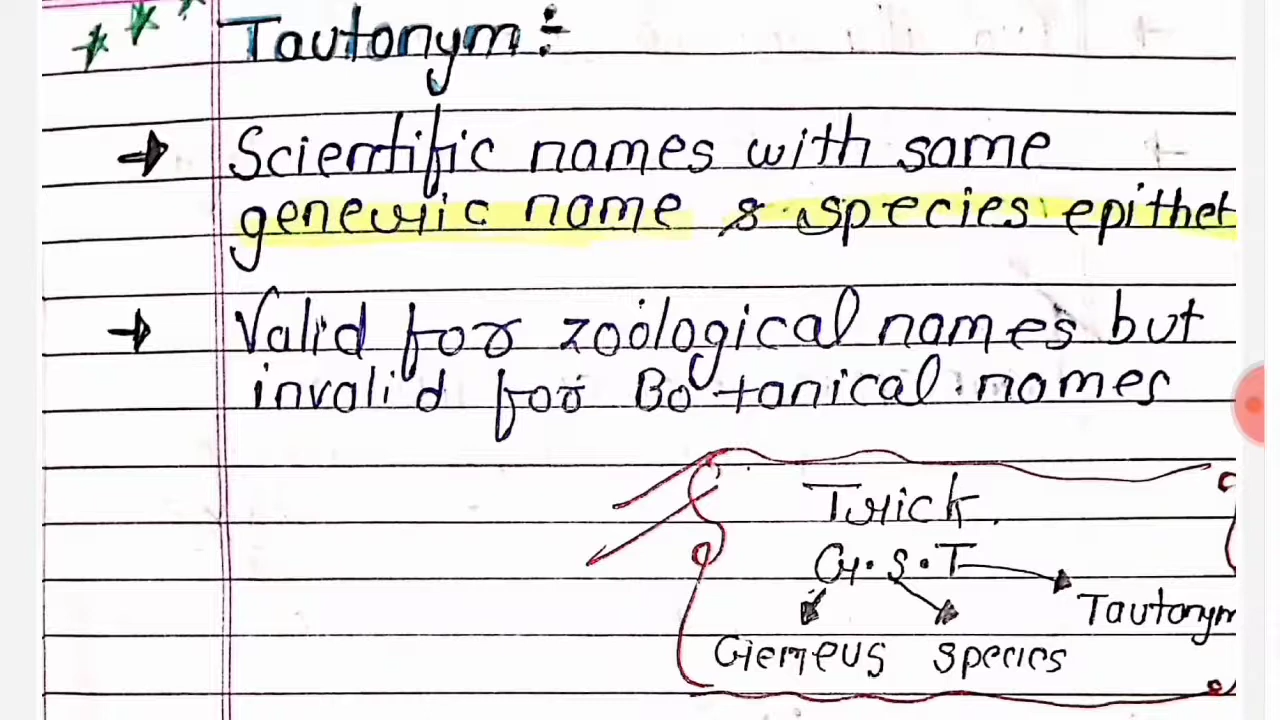 Tautonym :-
→ Scientific names with same
generic name & species epithet
→ Valid for zoological names but
invalid for Botanical names
Trick
G.S.T
Tautonym
Geneus species